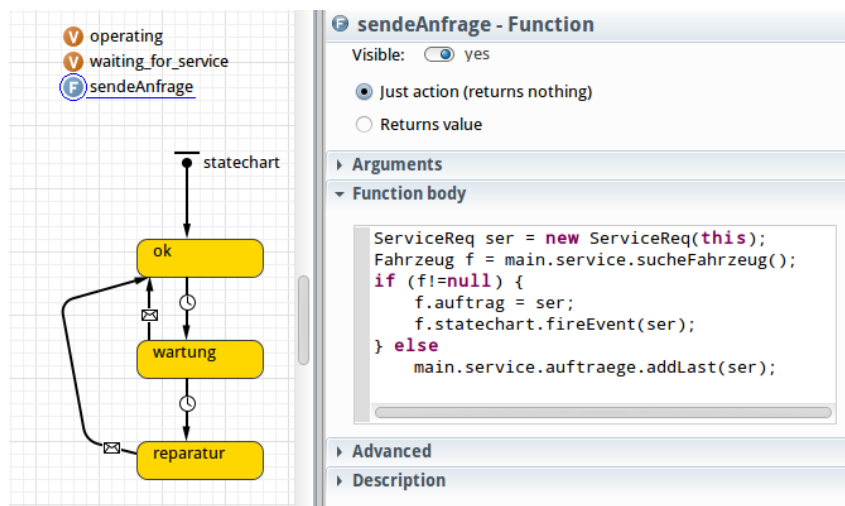 operating
waiting_for_service
sendeAnfrage
statechart
ok
wartung
reparatur
sendeAnfrage - Function
Visible: yes
Just action (returns nothing)
Returns value
Arguments
Function body
ServiceReq ser = new ServiceReq(this);
Fahrzeug f = main.service.sucheFahrzeug();
if (f!=null) {
    f.auftrag = ser;
    f.statechart.fireEvent(ser);
} else
    main.service.auftraege.addLast(ser);
Advanced
Description